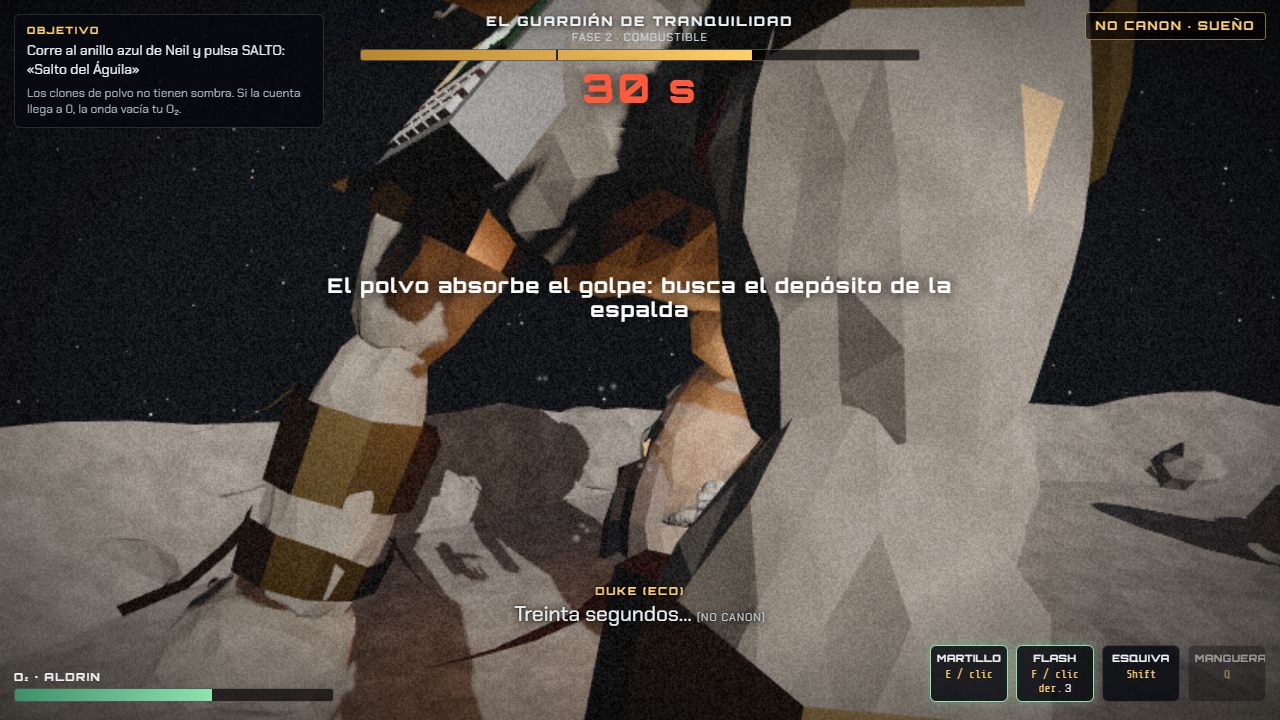 OBJETIVO
Corre al anillo azul de Neil y pulsa SALTO:
«Salto del Águila»
Los clones de polvo no tienen sombra. Si la cuenta
llega a 0, la onda vacía tu O₂.
EL GUARDIÁN DE TRANQUILIDAD
FASE 2 · COMBUSTIBLE
30 s
NO CANON · SUEÑO
El polvo absorbe el golpe: busca el depósito de la
espalda
DUKE (ECO)
Treinta segundos... (NO CANON)
O₂ · ALDRIN
MARTILLO
E / clic
FLASH
F / clic
der. 3
ESQUIVA
Shift
MANGUERA
Q